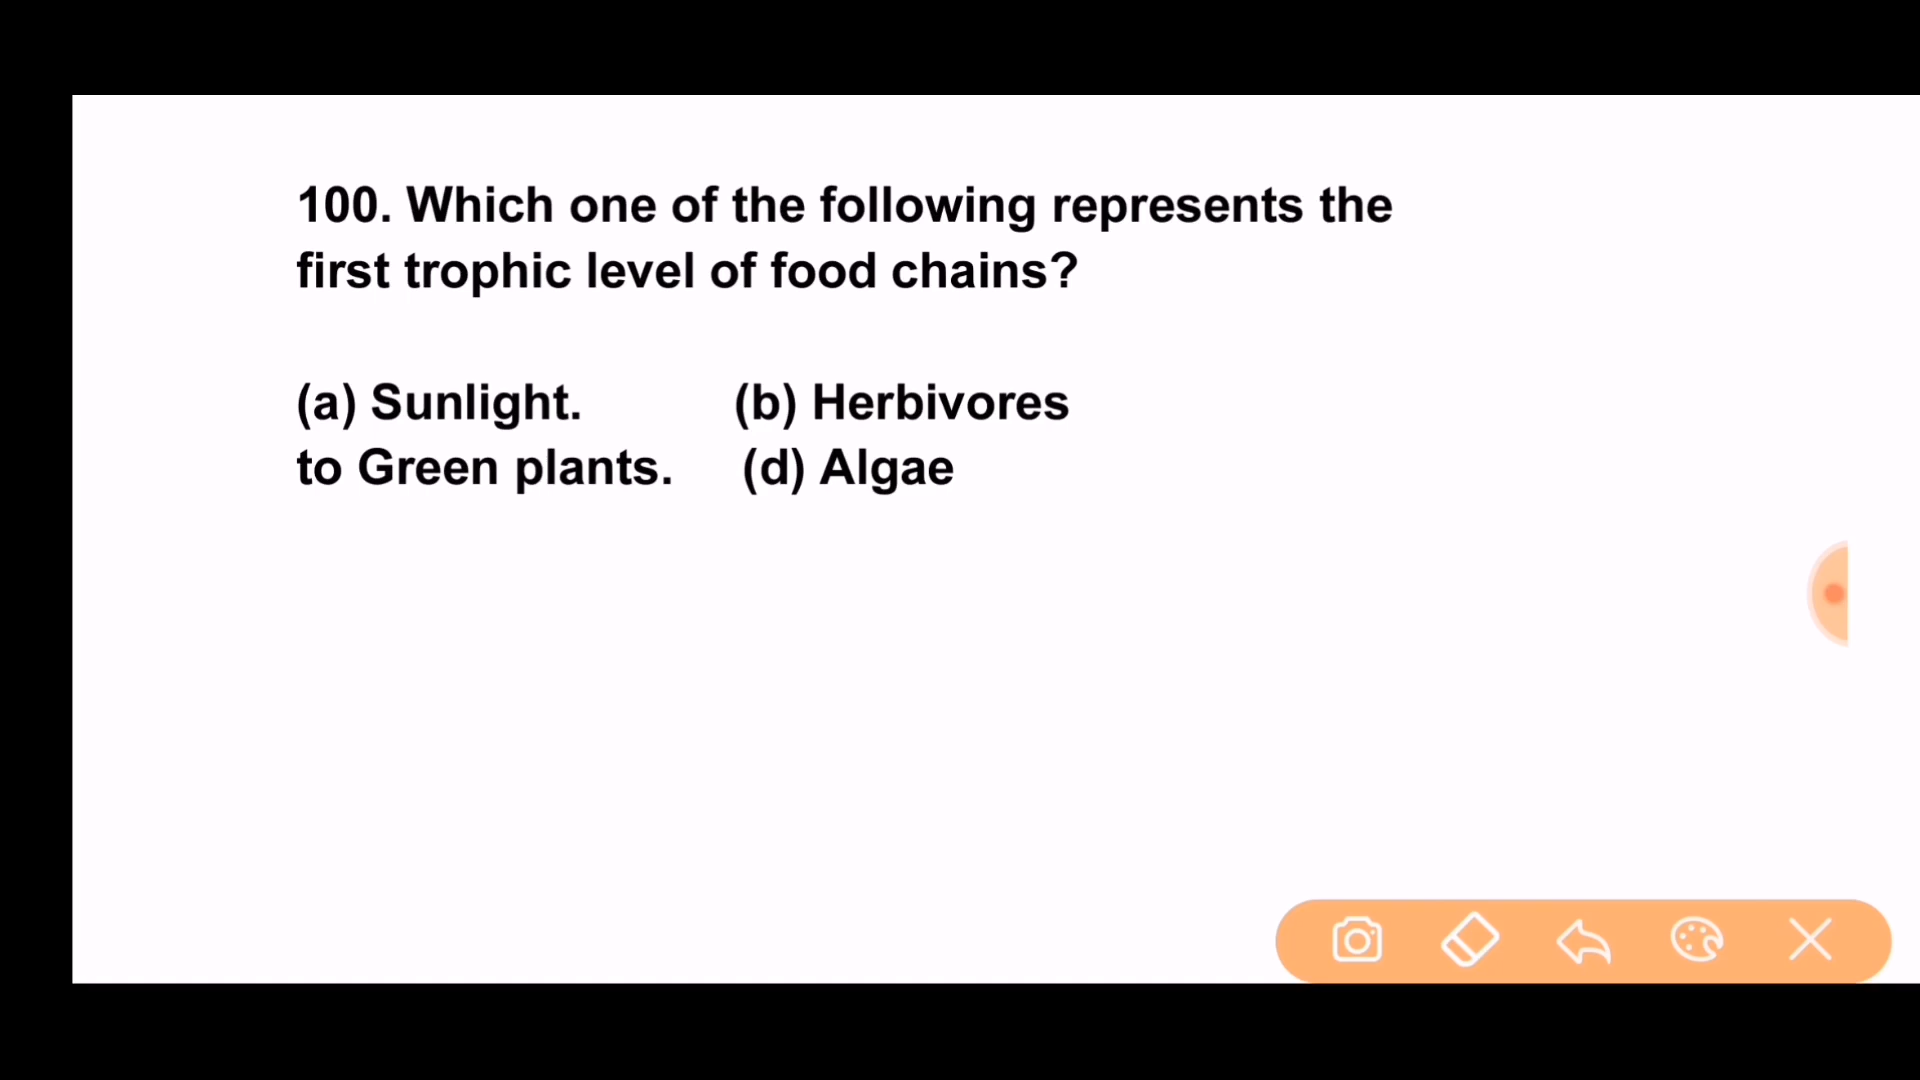 100. Which one of the following represents the
first trophic level of food chains?
(a) Sunlight. (b) Herbivores
to Green plants. (d) Algae